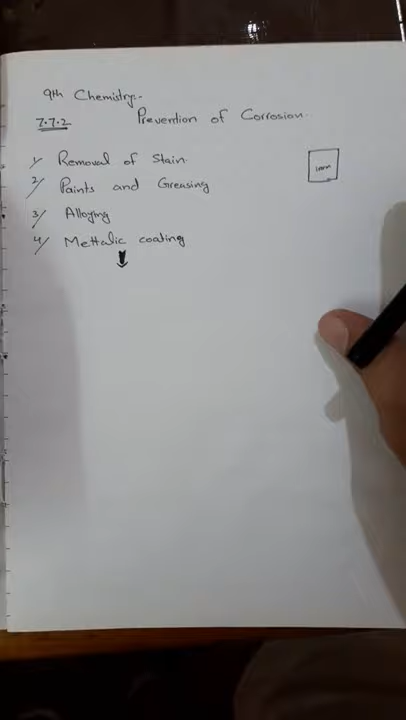 9th Chemistry:-
7.7.2 Prevention of Corrosion.
1/ Removal of Stain.
2/ Paints and Greasing
3/ Alloying
4/ Mettalic coating
iron